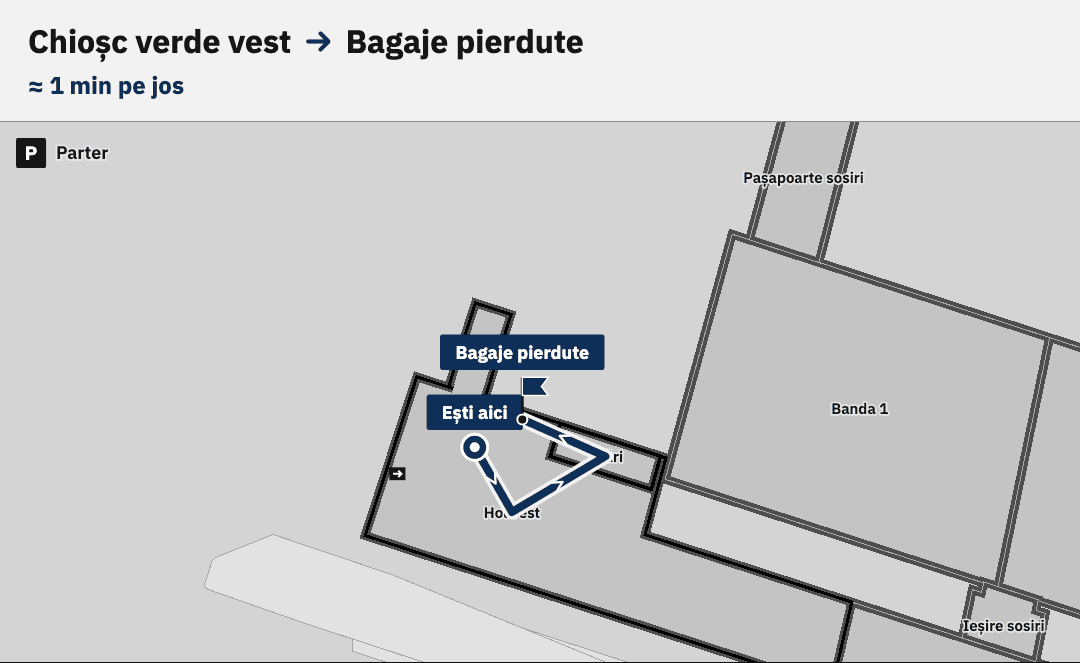 Chioșc verde vest → Bagaje pierdute
≈ 1 min pe jos
P Parter
Pașapoarte sosiri
Bagaje pierdute
Ești aici
Banda 1
Ieșire sosiri